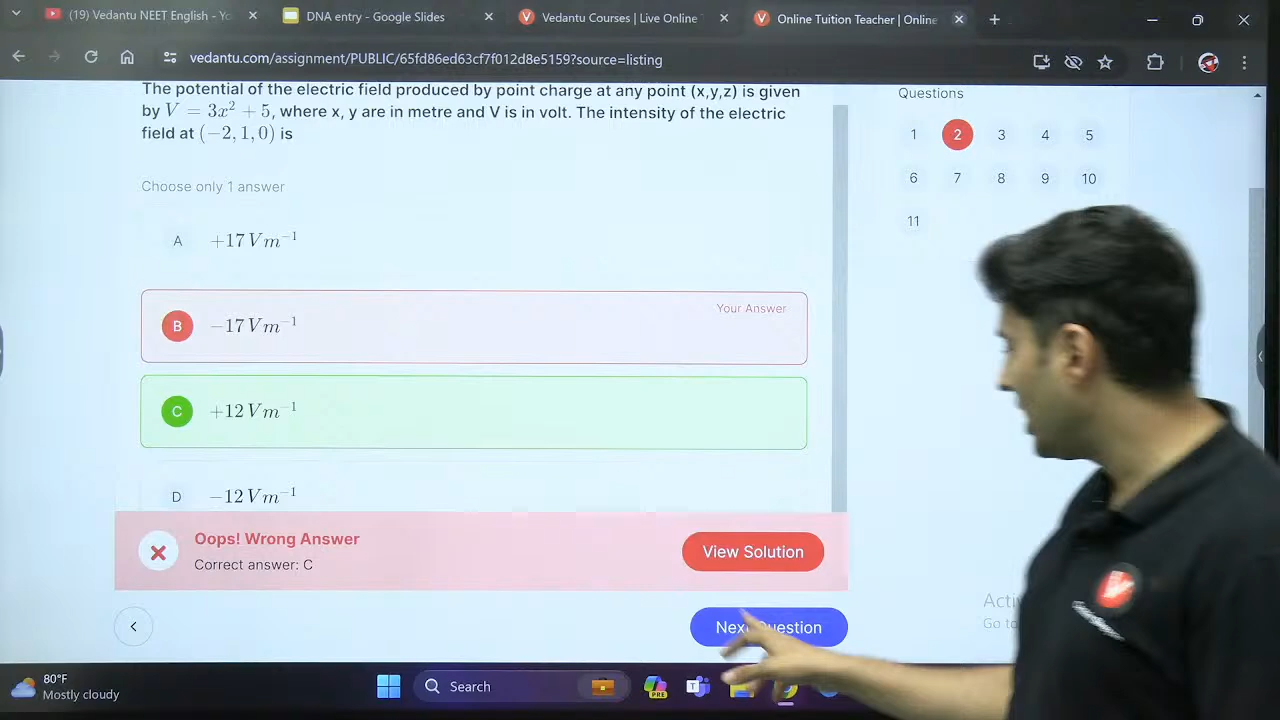 (19) Vedantu NEET English - Yo
DNA entry - Google Slides
Vedantu Courses | Live Online
Online Tuition Teacher | Online
vedantu.com/assignment/PUBLIC/65fd86ed63cf7f012d8e5159?source=listing
The potential of the electric field produced by point charge at any point (x,y,z) is given
by V = 3x² + 5, where x, y are in metre and V is in volt. The intensity of the electric
field at (−2, 1, 0) is
Choose only 1 answer
A +17 V m⁻¹
Your Answer
B −17 V m⁻¹
C +12 V m⁻¹
D −12 V m⁻¹
Oops! Wrong Answer
Correct answer: C
View Solution
Next Question
Questions
1 2 3 4 5
6 7 8 9 10
11
Go to
80°F
Mostly cloudy
Search
PRE